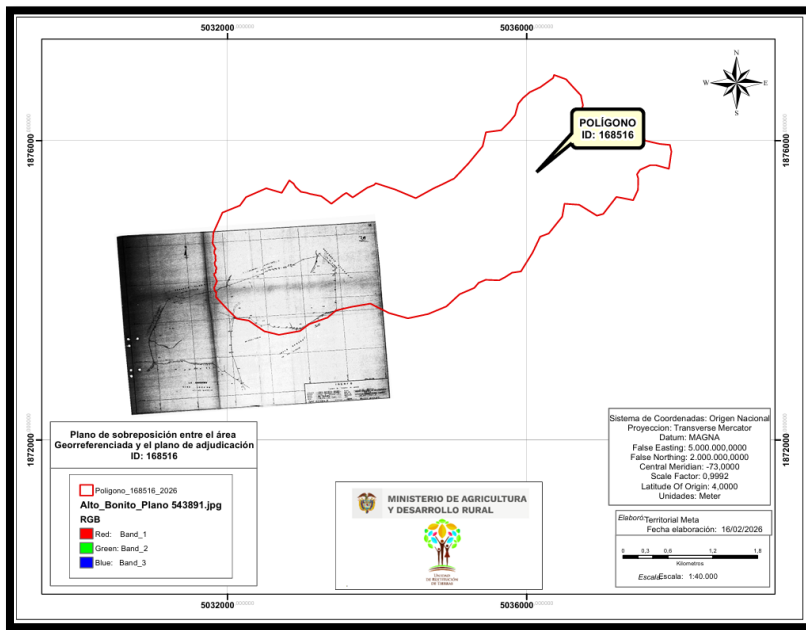 5032000
5036000
N
W E
S
POLÍGONO
ID: 168516
1876000
1876000
1872000
1872000
Plano de sobreposición entre el área
Georreferenciada y el plano de adjudicación
ID: 168516
Poligono_168516_2026
Alto_Bonito_Plano 543891.jpg
RGB
Red: Band_1
Green: Band_2
Blue: Band_3
MINISTERIO DE AGRICULTURA
Y DESARROLLO RURAL
UNIDAD
DE RESTITUCIÓN
DE TIERRAS
Sistema de Coordenadas: Origen Nacional
Proyeccion: Transverse Mercator
Datum: MAGNA
False Easting: 5.000.000,0000
False Northing: 2.000.000,0000
Central Meridian: -73,0000
Scale Factor: 0,9992
Latitude Of Origin: 4,0000
Unidades: Meter
Elaboró: Territorial Meta
Fecha elaboración: 16/02/2026
0 0,3 0,6 1,2 1,8
Kilometros
Escala: Escala: 1:40.000
5032000
5036000